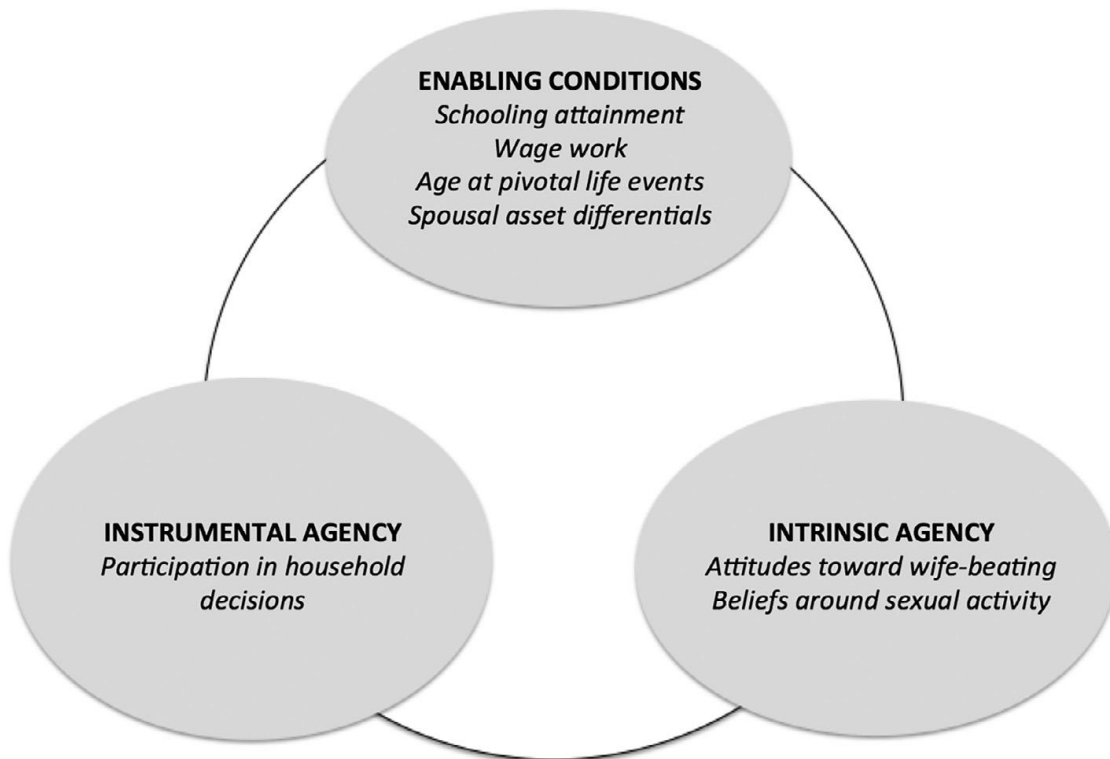 ENABLING CONDITIONS
Schooling attainment
Wage work
Age at pivotal life events
Spousal asset differentials
INSTRUMENTAL AGENCY
Participation in household
decisions
INTRINSIC AGENCY
Attitudes toward wife-beating
Beliefs around sexual activity